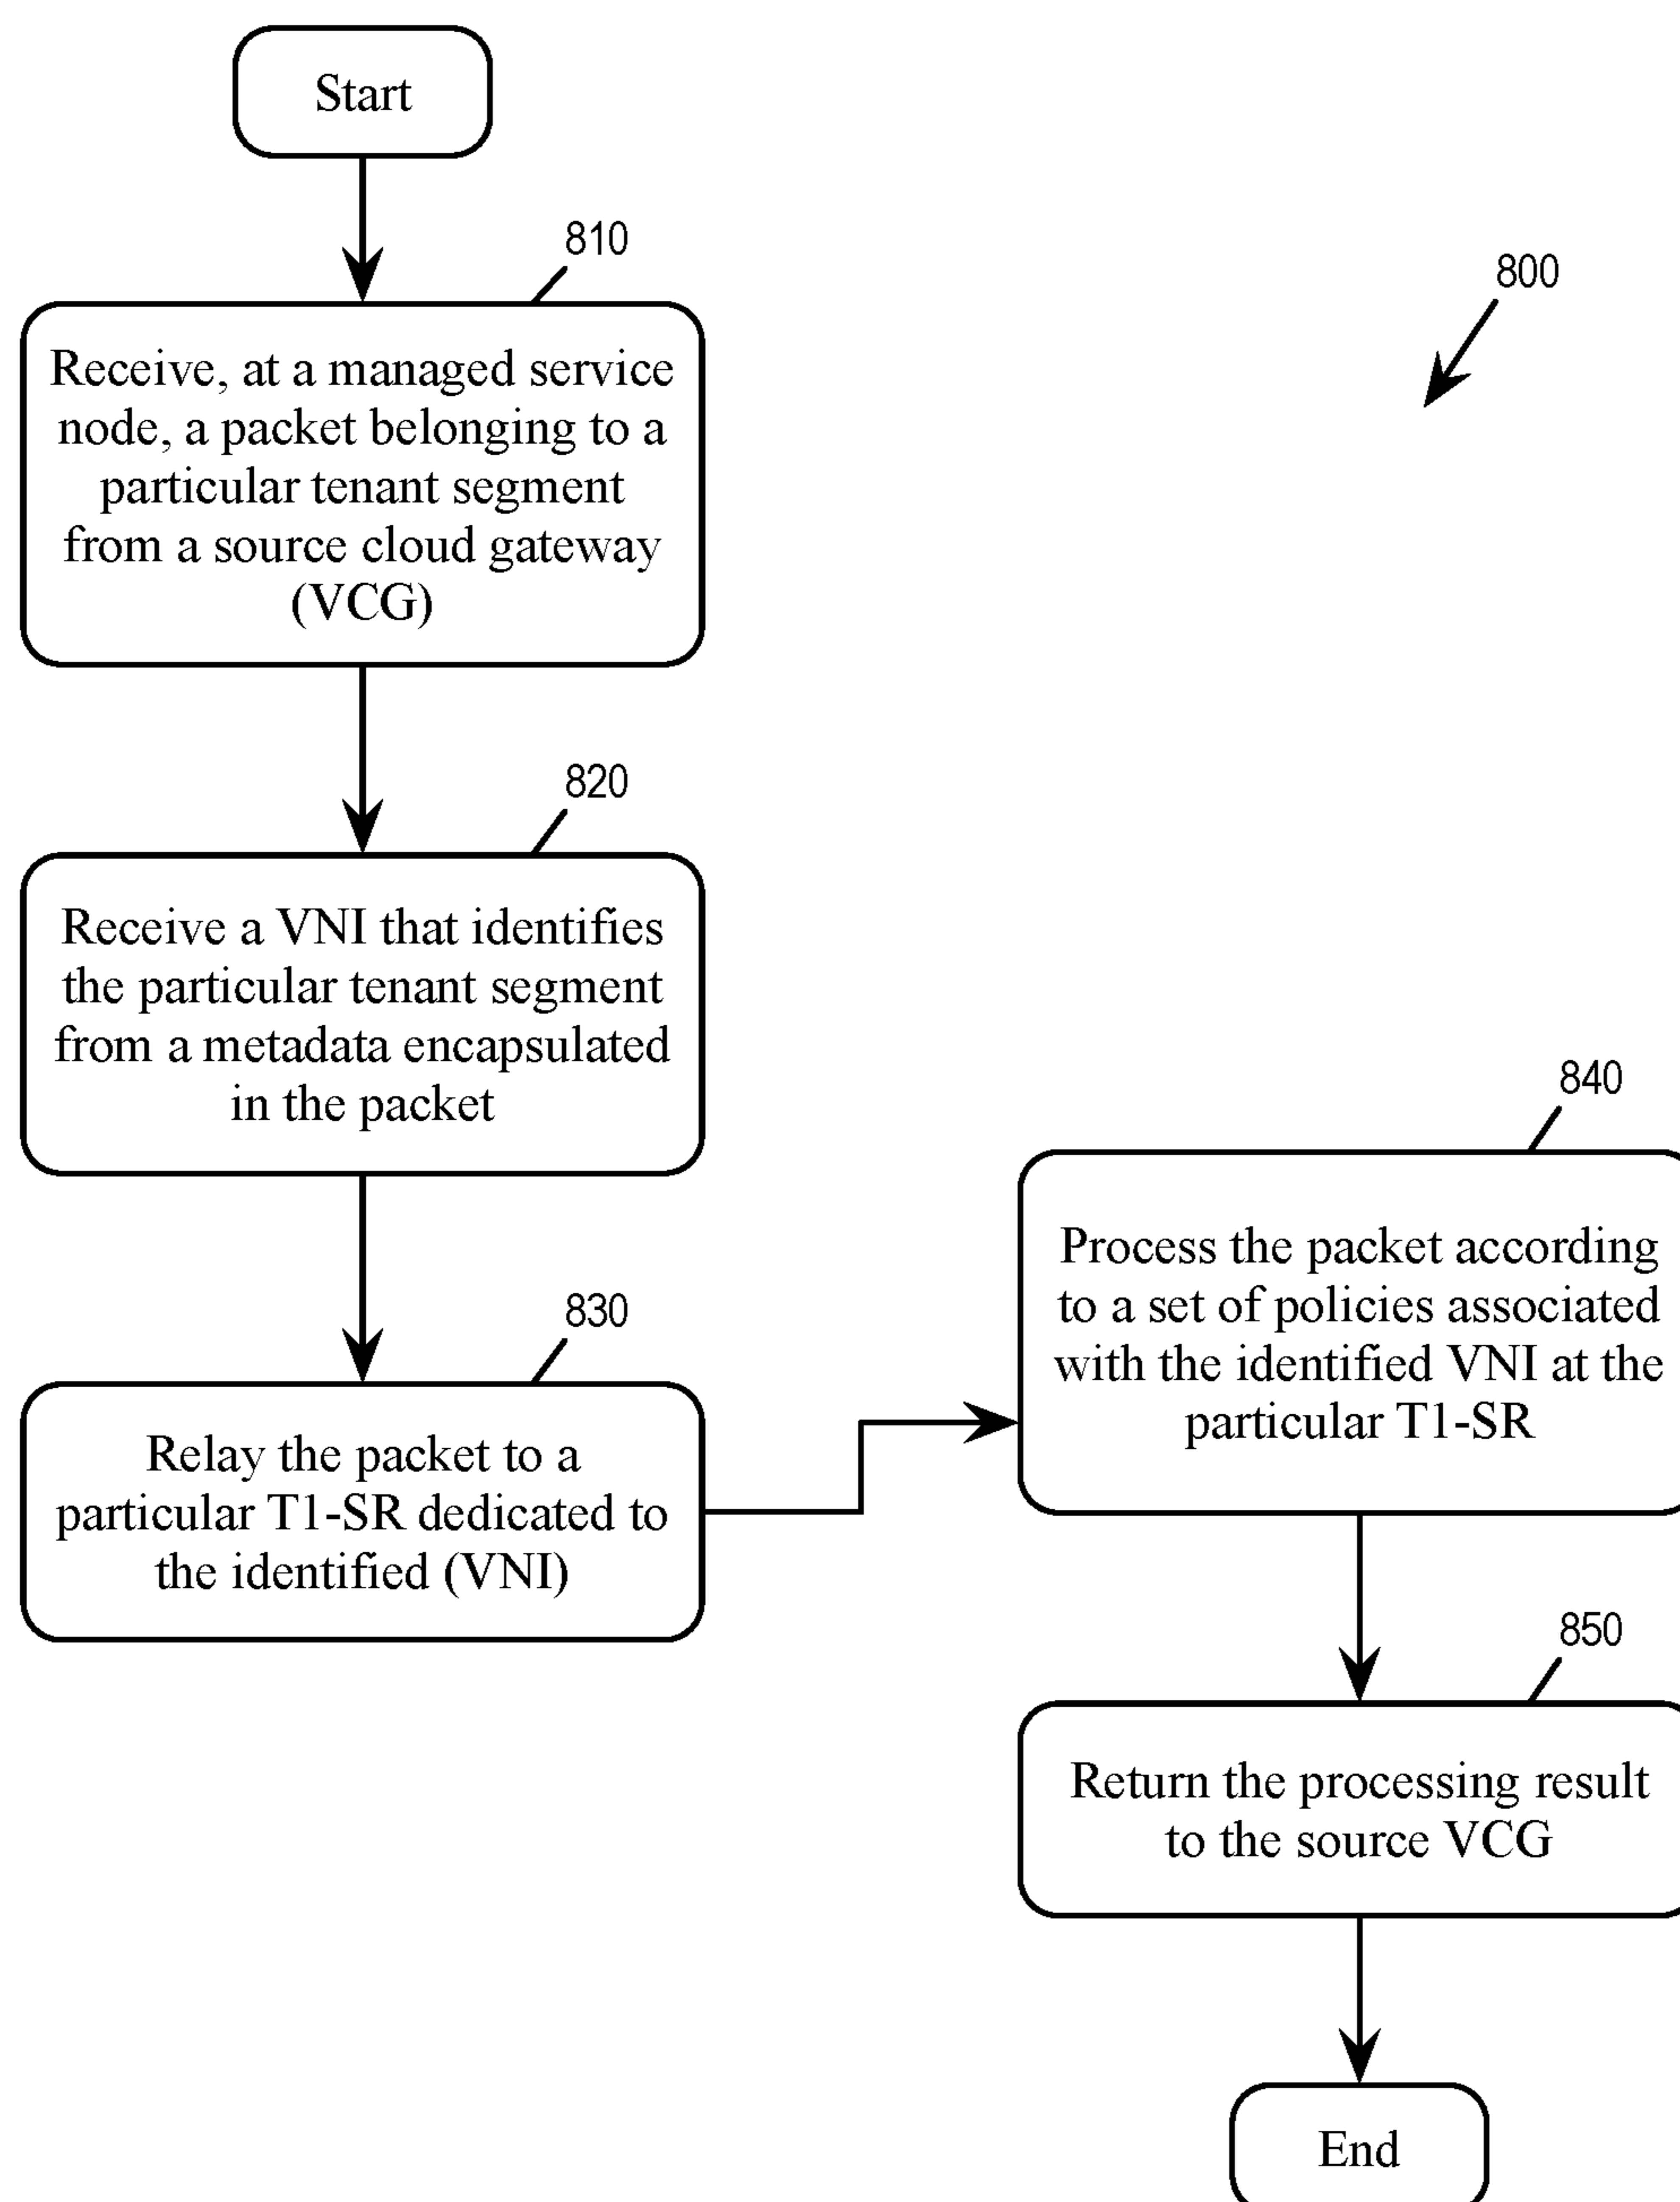 Start
810
Receive, at a managed service
node, a packet belonging to a
particular tenant segment
from a source cloud gateway
(VCG)
800
820
Receive a VNI that identifies
the particular tenant segment
from a metadata encapsulated
in the packet
830
Relay the packet to a
particular T1-SR dedicated to
the identified (VNI)
840
Process the packet according
to a set of policies associated
with the identified VNI at the
particular T1-SR
850
Return the processing result
to the source VCG
End